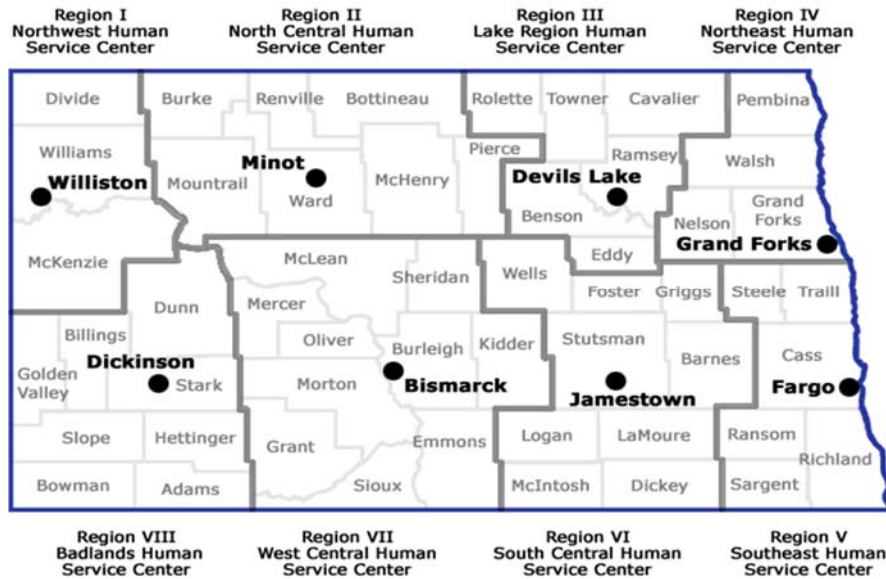 Region I
Northwest Human
Service Center
Region II
North Central Human
Service Center
Region III
Lake Region Human
Service Center
Region IV
Northeast Human
Service Center
Divide
Burke
Renville
Bottineau
Rolette
Towner
Cavalier
Pembina
Williams
Williston
Mountrail
Minot
Ward
McHenry
Pierce
Devils Lake
Ramsey
Benson
Walsh
Nelson
Grand
Forks
Grand Forks
McKenzie
McLean
Sheridan
Wells
Eddy
Dunn
Mercer
Foster
Griggs
Steele
Traill
Billings
Oliver
Burleigh
Kidder
Stutsman
Barnes
Cass
Golden
Valley
Dickinson
Stark
Morton
Bismarck
Jamestown
Fargo
Slope
Hettinger
Grant
Emmons
Logan
LaMoure
Ransom
Richland
Bowman
Adams
Sioux
McIntosh
Dickey
Sargent
Region VIII
Badlands Human
Service Center
Region VII
West Central Human
Service Center
Region VI
South Central Human
Service Center
Region V
Southeast Human
Service Center